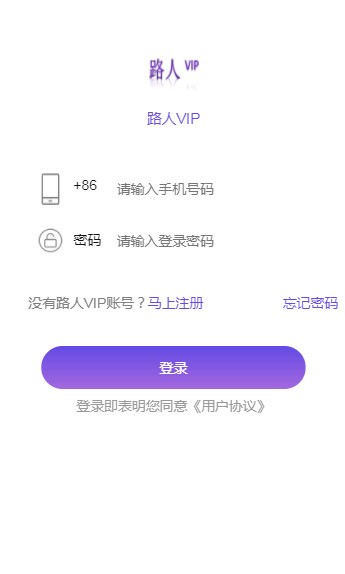 路人 VIP
路人VIP
+86 请输入手机号码
密码 请输入登录密码
没有路人VIP账号？马上注册 忘记密码
登录
登录即表明您同意《用户协议》